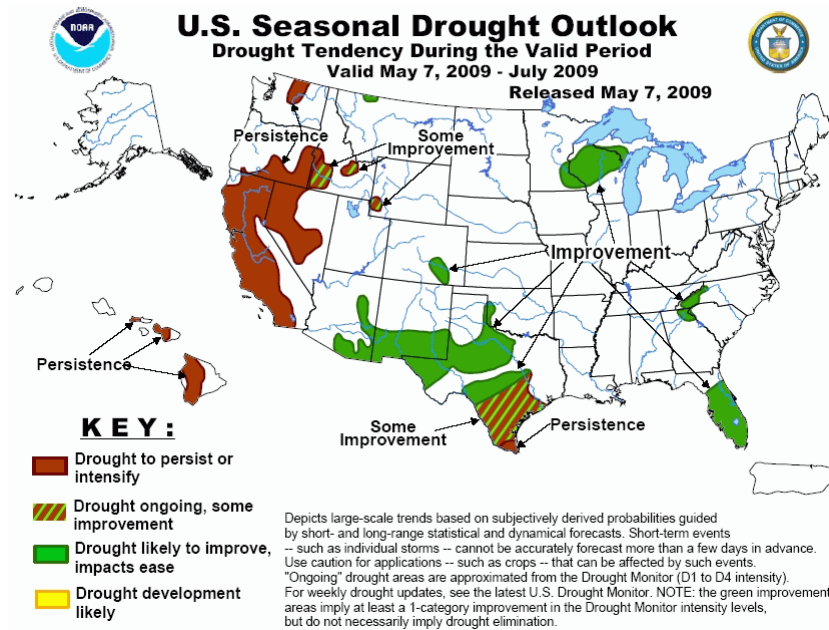 U.S. Seasonal Drought Outlook
Drought Tendency During the Valid Period
Valid May 7, 2009 - July 2009
Released May 7, 2009
NOAA
Persistence
Some
Improvement
Improvement
Persistence
Some
Improvement
Persistence
KEY:
Drought to persist or
intensify
Drought ongoing, some
improvement
Drought likely to improve,
impacts ease
Drought development
likely
Depicts large-scale trends based on subjectively derived probabilities guided
by short- and long-range statistical and dynamical forecasts. Short-term events
-- such as individual storms -- cannot be accurately forecast more than a few days in advance.
Use caution for applications -- such as crops -- that can be affected by such events.
"Ongoing" drought areas are approximated from the Drought Monitor (D1 to D4 intensity).
For weekly drought updates, see the latest U.S. Drought Monitor. NOTE: the green improvement
areas imply at least a 1-category improvement in the Drought Monitor intensity levels,
but do not necessarily imply drought elimination.